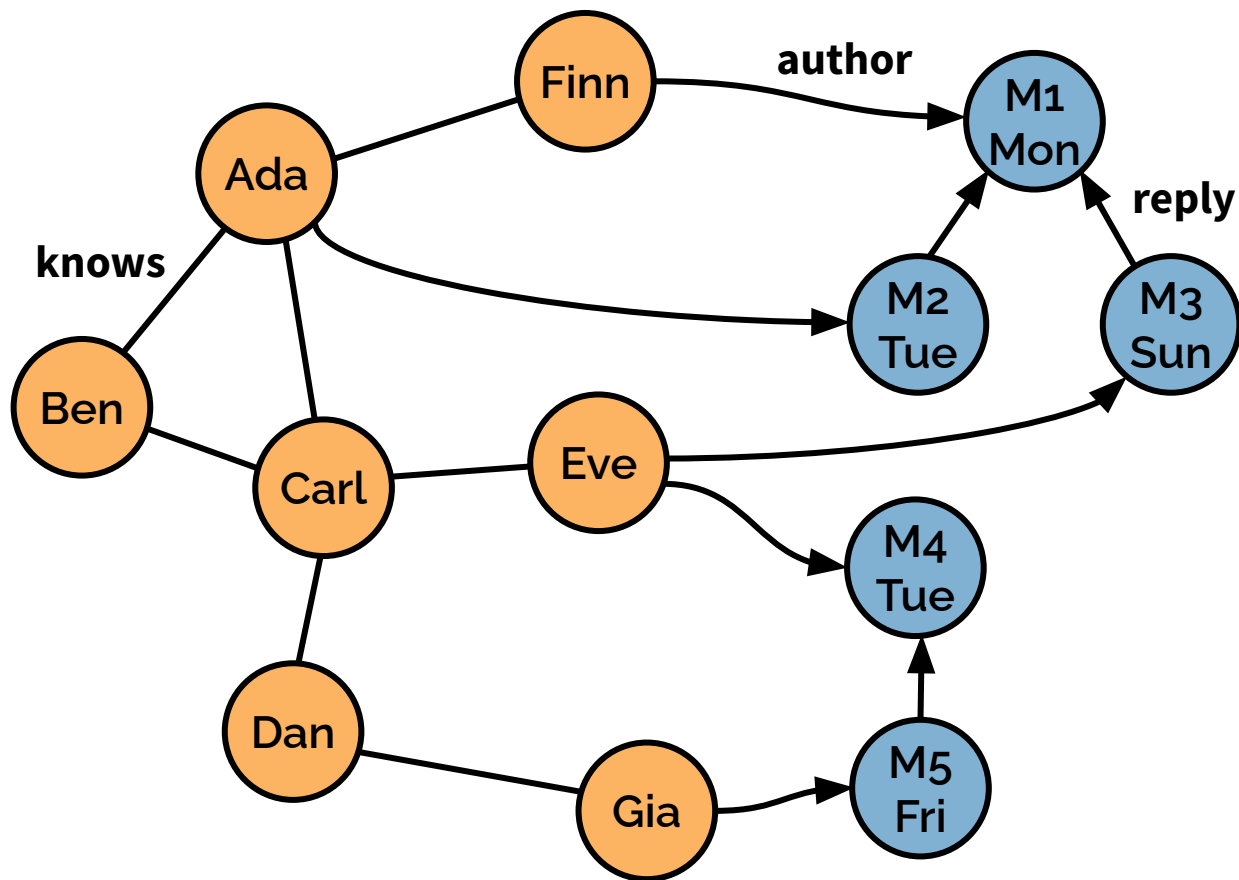 Finn
author
M1
Mon
Ada
reply
knows
M2
Tue
M3
Sun
Ben
Eve
Carl
M4
Tue
Dan
M5
Fri
Gia